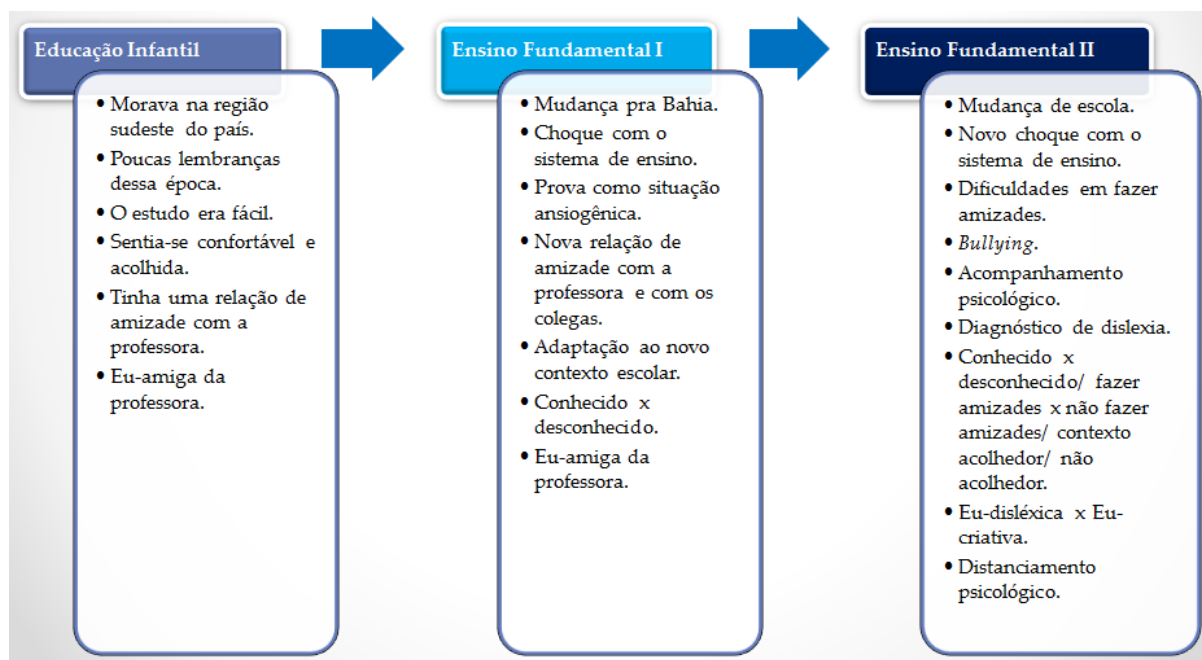 Educação Infantil
• Morava na região
sudeste do país.
• Poucas lembranças
dessa época.
• O estudo era fácil.
• Sentia-se confortável e
acolhida.
• Tinha uma relação de
amizade com a
professora.
• Eu-amiga da
professora.
Ensino Fundamental I
• Mudança pra Bahia.
• Choque com o
sistema de ensino.
• Prova como situação
ansiogênica.
• Nova relação de
amizade com a
professora e com os
colegas.
• Adaptação ao novo
contexto escolar.
• Conhecido x
desconhecido.
• Eu-amiga da
professora.
Ensino Fundamental II
• Mudança de escola.
• Novo choque com o
sistema de ensino.
• Dificuldades em fazer
amizades.
• Bullying.
• Acompanhamento
psicológico.
• Diagnóstico de dislexia.
• Conhecido x
desconhecido/ fazer
amizades x não fazer
amizades/ contexto
acolhedor/ não
acolhedor.
• Eu-disléxica x Eu-
criativa.
• Distanciamento
psicológico.